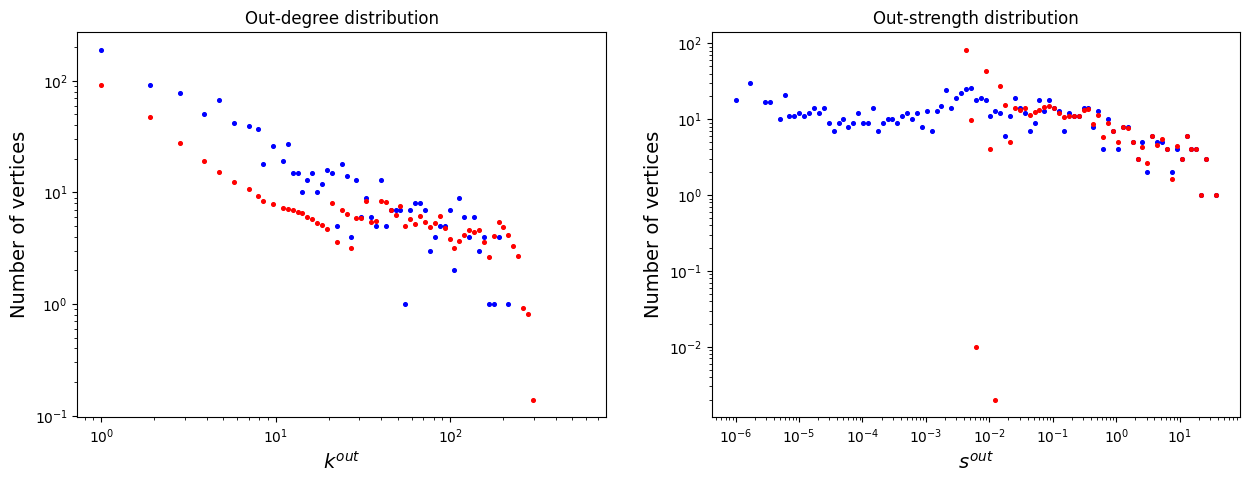 Out-degree distribution
Number of vertices
10^2
10^1
10^0
10^-1
10^0 10^1 10^2
k^out
Out-strength distribution
Number of vertices
10^2
10^1
10^0
10^-1
10^-2
10^-6 10^-5 10^-4 10^-3 10^-2 10^-1 10^0 10^1
s^out